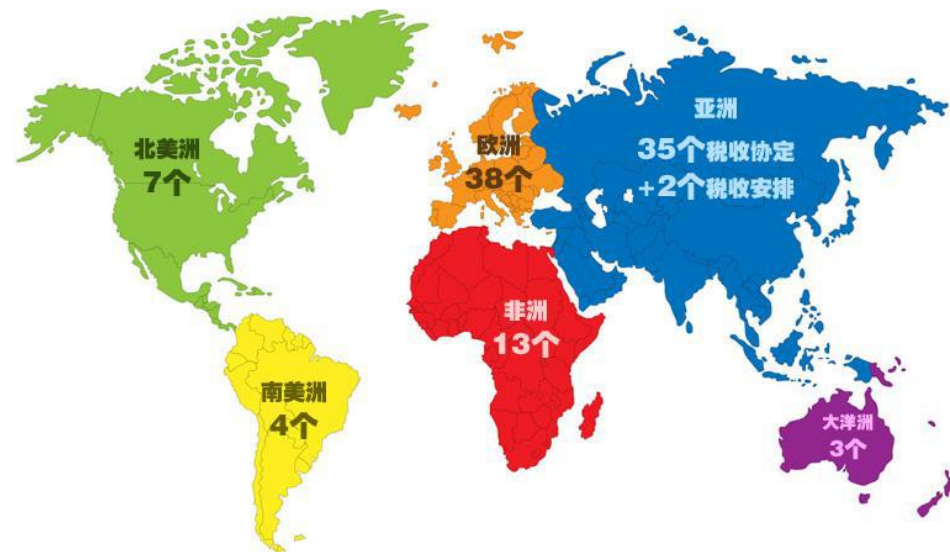 北美洲
7个
欧洲
38个
亚洲
35个税收协定
+2个税收安排
非洲
13个
南美洲
4个
大洋洲
3个